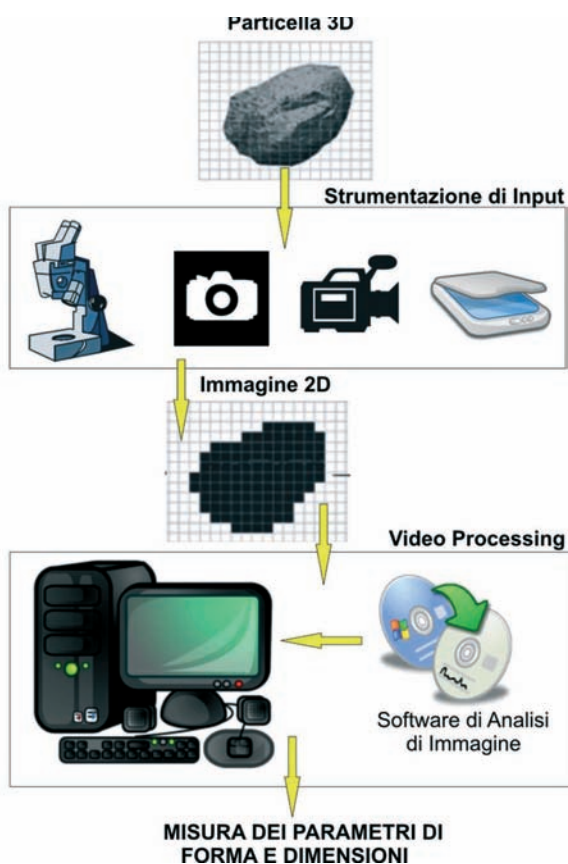 Particella 3D
Strumentazione di Input
Immagine 2D
Video Processing
Software di Analisi
di Immagine
MISURA DEI PARAMETRI DI
FORMA E DIMENSIONI